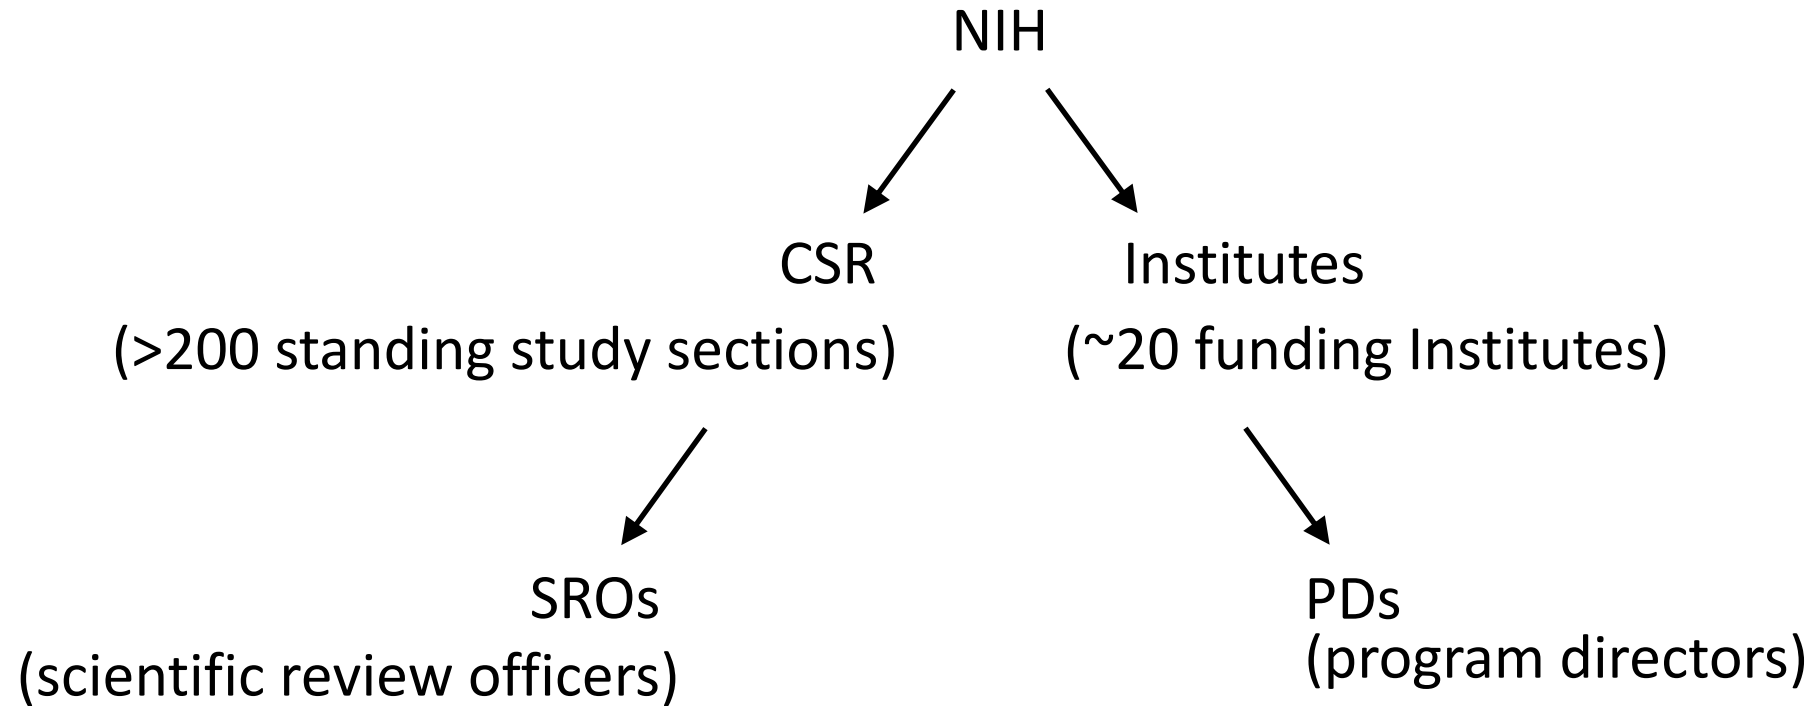 NIH
CSR
Institutes
(>200 standing study sections)
(~20 funding Institutes)
SROs
PDs
(scientific review officers)
(program directors)